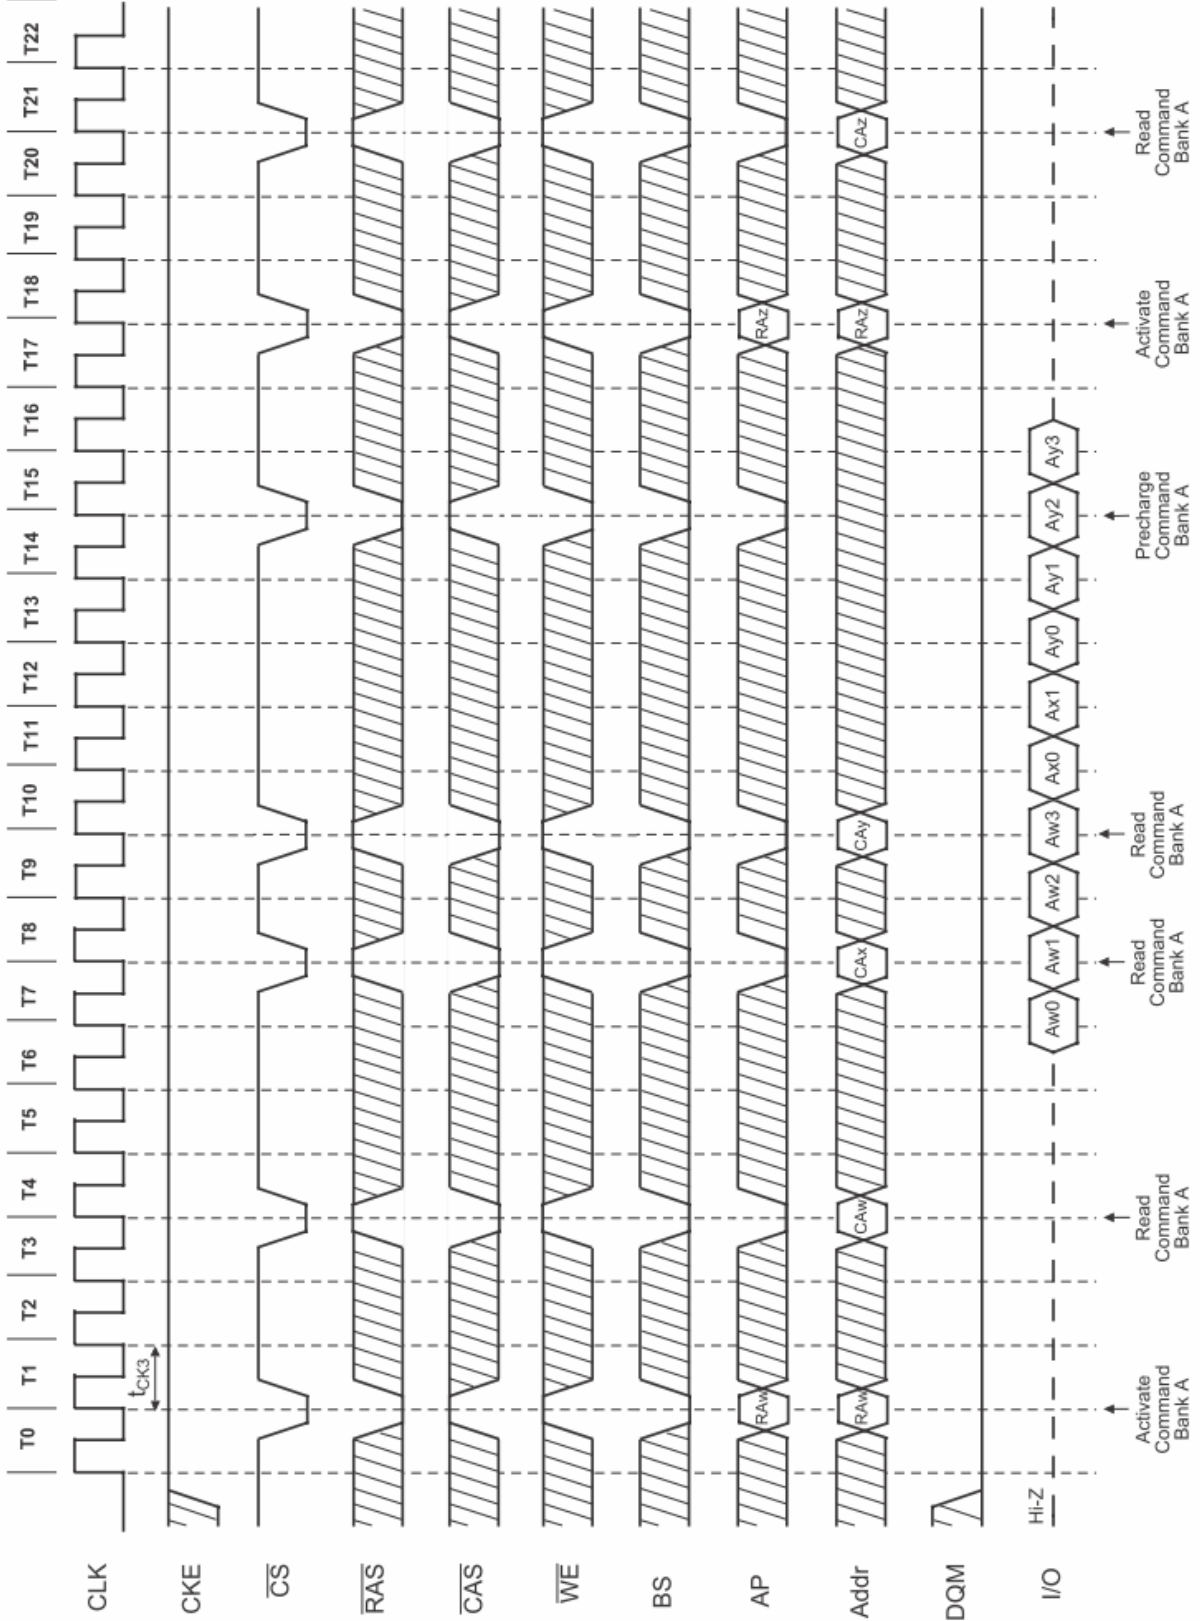 T0 T1 T2 T3 T4 T5 T6 T7 T8 T9 T10 T11 T12 T13 T14 T15 T16 T17 T18 T19 T20 T21 T22
CLK
tCK3
CKE
CS
RAS
CAS
WE
BS
AP
RAw
RAz
Addr
RAw
CAw
CAx
CAy
RAz
CAz
DQM
I/O
Hi-Z
Aw0 Aw1 Aw2 Aw3 Ax0 Ax1 Ay0 Ay1 Ay2 Ay3
Activate
Command
Bank A
Read
Command
Bank A
Read
Command
Bank A
Read
Command
Bank A
Precharge
Command
Bank A
Activate
Command
Bank A
Read
Command
Bank A